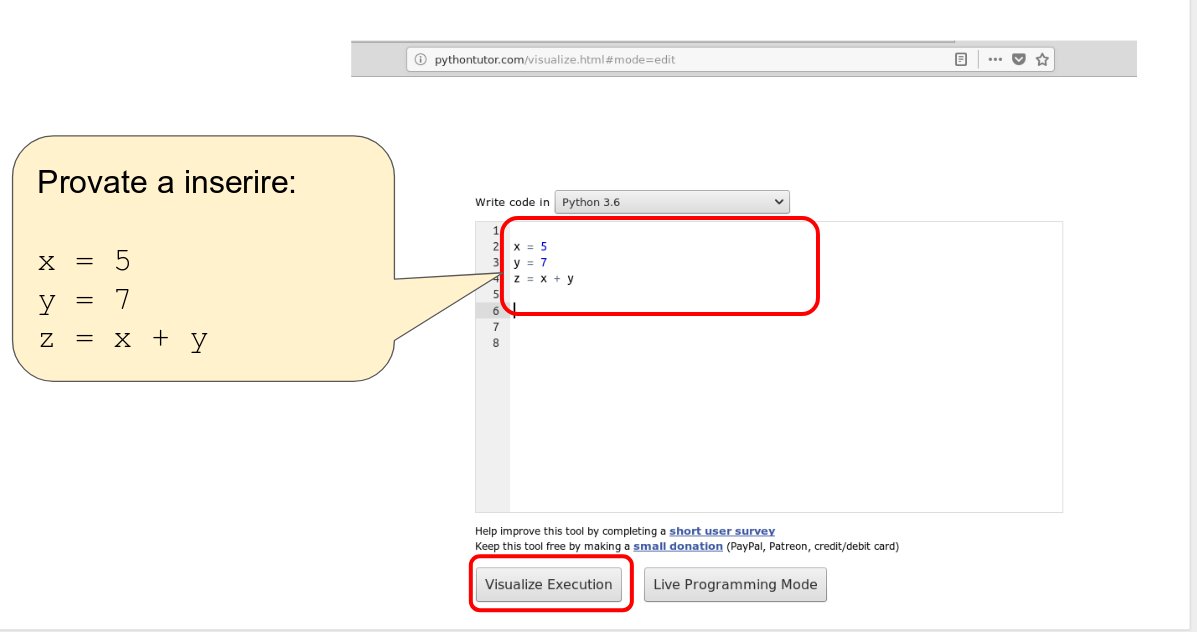 pythontutor.com/visualize.html#mode=edit
Provate a inserire:
x = 5
y = 7
z = x + y
Write code in Python 3.6
1
2 x = 5
3 y = 7
4 z = x + y
5
6
7
8
Help improve this tool by completing a short user survey
Keep this tool free by making a small donation (PayPal, Patreon, credit/debit card)
Visualize Execution Live Programming Mode